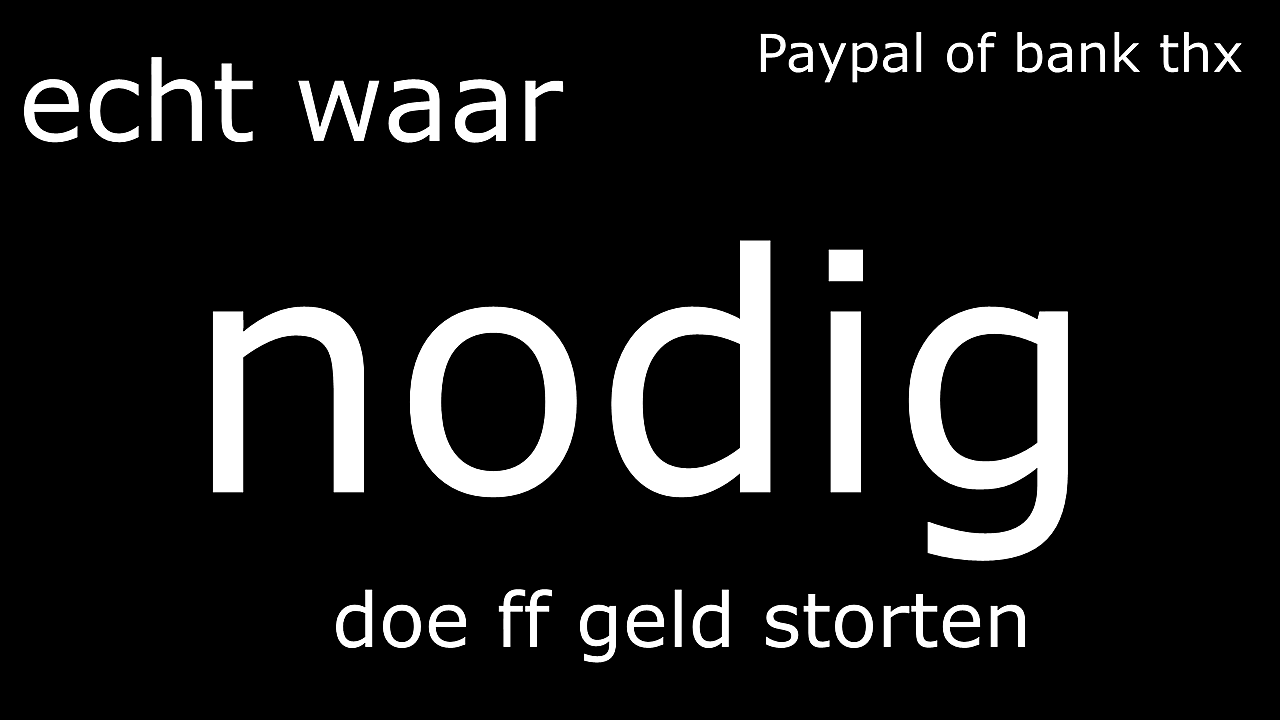 Paypal of bank thx
echt waar
nodig
doe ff geld storten